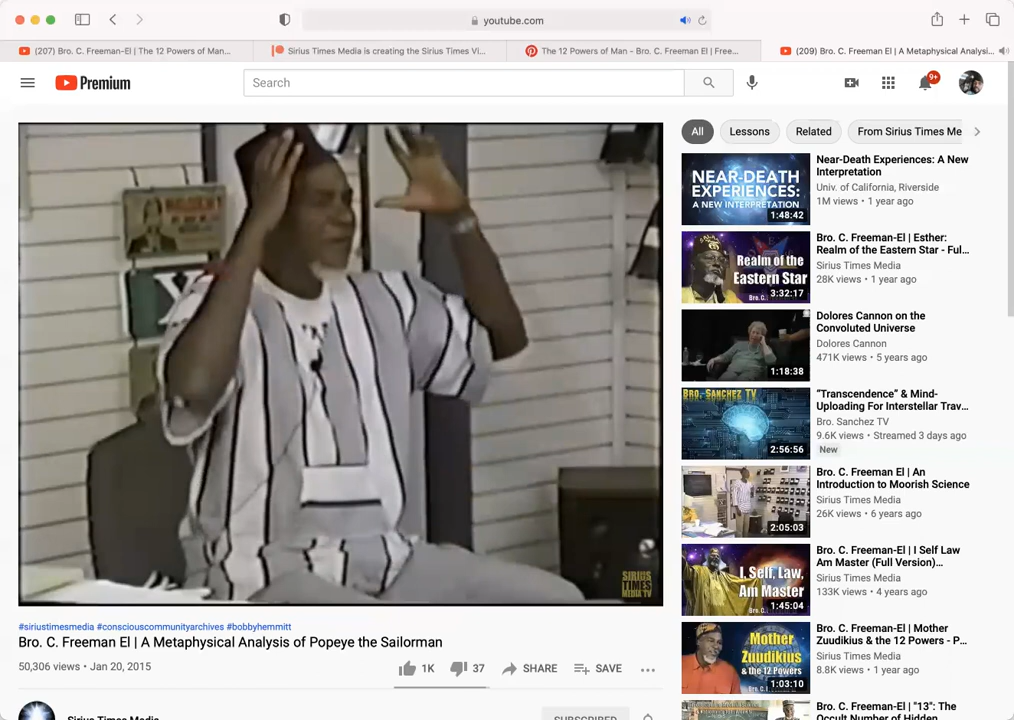 youtube.com
(207) Bro. C. Freeman-El | The 12 Powers of Man...
Sirius Times Media is creating the Sirius Times Vi...
The 12 Powers of Man - Bro. C. Freeman El | Free...
(209) Bro. C. Freeman El | A Metaphysical Analysi...
Premium
Search
9+
All
Lessons
Related
From Sirius Times Me
SIRIUS
TIMES
MEDIA TV
#siriustimesmedia #consciouscommunityarchives #bobbyhemmitt
Bro. C. Freeman El | A Metaphysical Analysis of Popeye the Sailorman
50,306 views • Jan 20, 2015
1K
37
SHARE
SAVE
Sirius Times Media
SUBSCRIBED
NEAR-DEATH
EXPERIENCES:
A NEW INTERPRETATION
1:48:42
Near-Death Experiences: A New
Interpretation
Univ. of California, Riverside
1M views • 1 year ago
Realm of the
Eastern Star
Bro. C.
3:32:17
Bro. C. Freeman-El | Esther:
Realm of the Eastern Star - Ful...
Sirius Times Media
28K views • 1 year ago
1:18:38
Dolores Cannon on the
Convoluted Universe
Dolores Cannon
471K views • 5 years ago
BRO. SANCHEZ TV
2:56:56
“Transcendence” & Mind-
Uploading For Interstellar Trav...
Bro. Sanchez TV
9.6K views • Streamed 3 days ago
New
2:05:03
Bro. C. Freeman El | An
Introduction to Moorish Science
Sirius Times Media
26K views • 6 years ago
I, Self, Law,
Am Master
1:45:04
Bro. C. Freeman-El | I Self Law
Am Master (Full Version)...
Sirius Times Media
133K views • 4 years ago
Mother
Zuudikius
& the 12 Powers
1:03:10
Bro. C. Freeman-El | Mother
Zuudikius & the 12 Powers - P...
Sirius Times Media
8.8K views • 1 year ago
Bro. C. Freeman-El | "13": The
Occult Number of Hidden